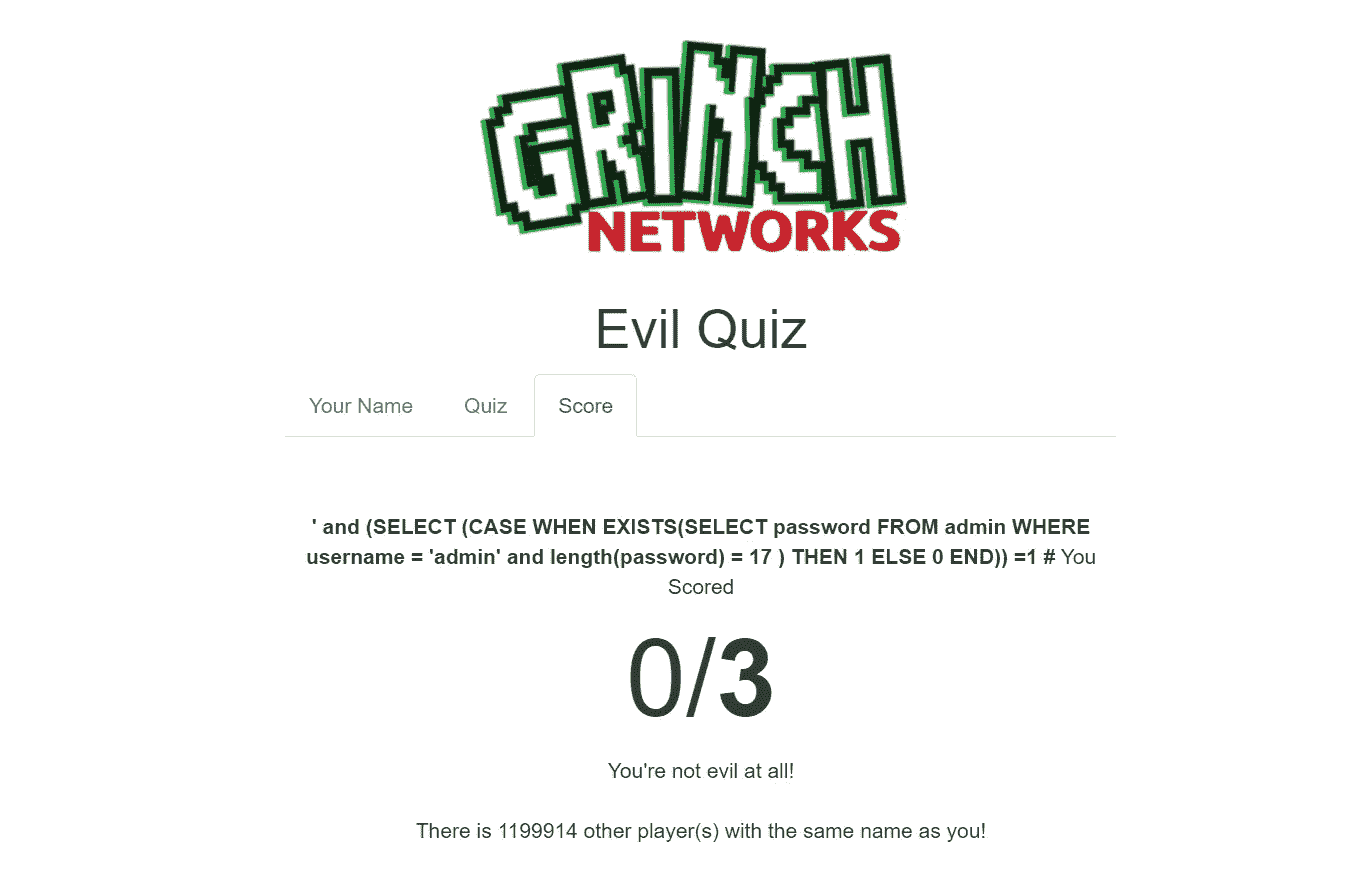 GRINCH
NETWORKS
Evil Quiz
Your Name Quiz Score
' and (SELECT (CASE WHEN EXISTS(SELECT password FROM admin WHERE
username = 'admin' and length(password) = 17 ) THEN 1 ELSE 0 END)) =1 # You
Scored
0/3
You're not evil at all!
There is 1199914 other player(s) with the same name as you!